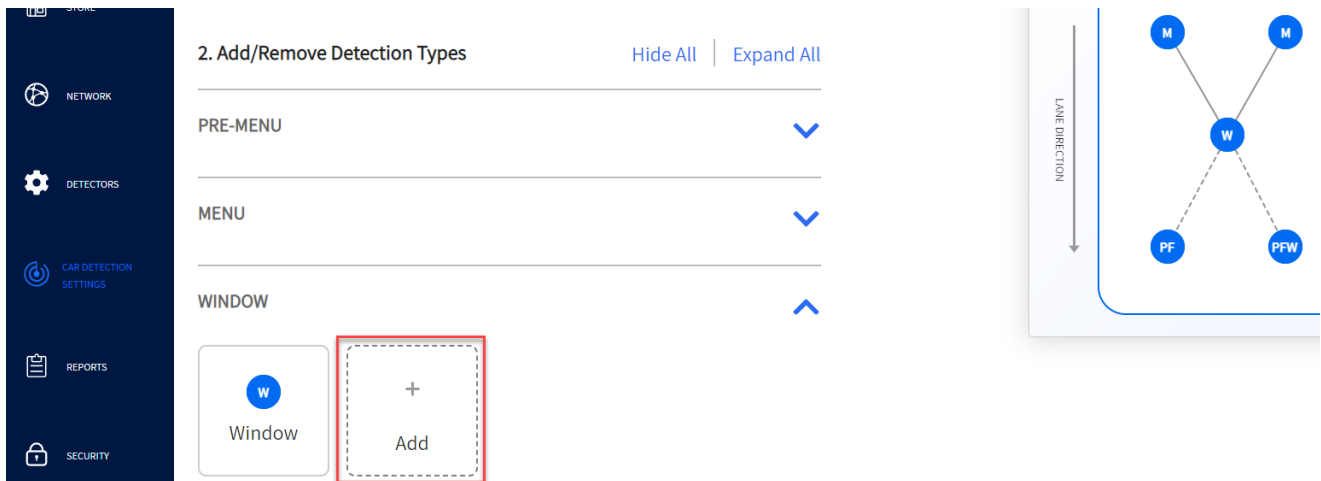 STORE
NETWORK
DETECTORS
CAR DETECTION
SETTINGS
REPORTS
SECURITY
2. Add/Remove Detection Types
Hide All | Expand All
PRE-MENU
MENU
WINDOW
W
Window
+
Add
LANE DIRECTION
M M
W
PF PFW